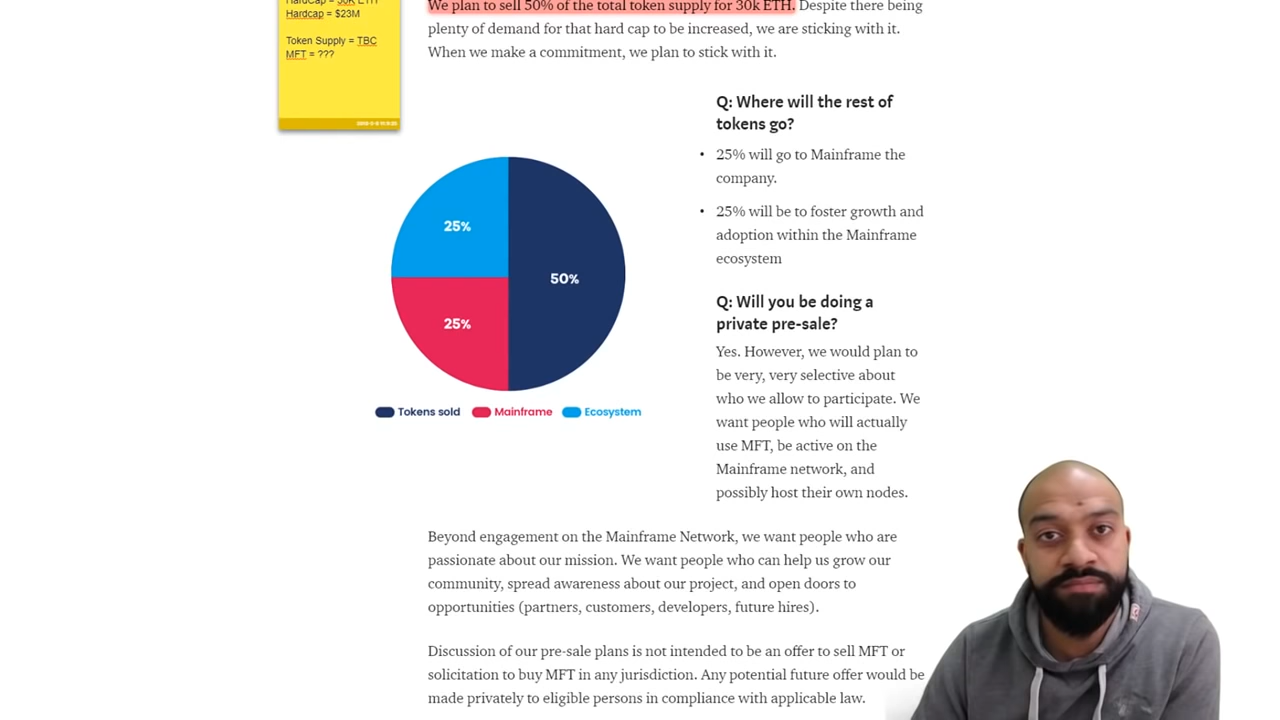 HardCap = 30K ETH
Hardcap = $23M
Token Supply = TBC
MFT = ???
We plan to sell 50% of the total token supply for 30k ETH. Despite there being
plenty of demand for that hard cap to be increased, we are sticking with it.
When we make a commitment, we plan to stick with it.
25%
50%
25%
Tokens sold Mainframe Ecosystem
Q: Where will the rest of
tokens go?
• 25% will go to Mainframe the
company.
• 25% will be to foster growth and
adoption within the Mainframe
ecosystem
Q: Will you be doing a
private pre-sale?
Yes. However, we would plan to
be very, very selective about
who we allow to participate. We
want people who will actually
use MFT, be active on the
Mainframe network, and
possibly host their own nodes.
Beyond engagement on the Mainframe Network, we want people who are
passionate about our mission. We want people who can help us grow our
community, spread awareness about our project, and open doors to
opportunities (partners, customers, developers, future hires).
Discussion of our pre-sale plans is not intended to be an offer to sell MFT or
solicitation to buy MFT in any jurisdiction. Any potential future offer would be
made privately to eligible persons in compliance with applicable law.